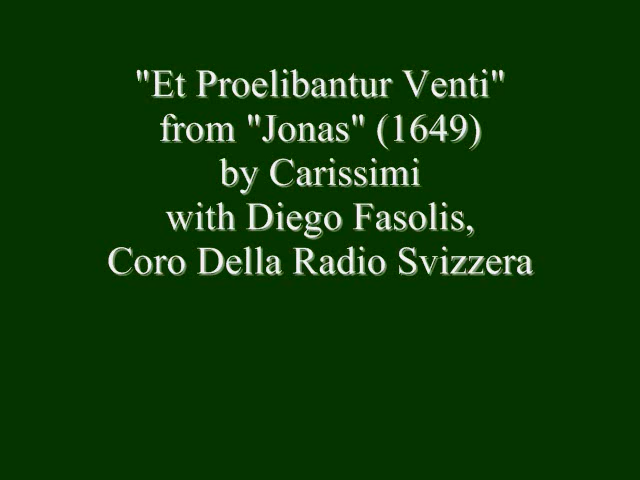 "Et Proelibantur Venti"
from "Jonas" (1649)
by Carissimi
with Diego Fasolis,
Coro Della Radio Svizzera